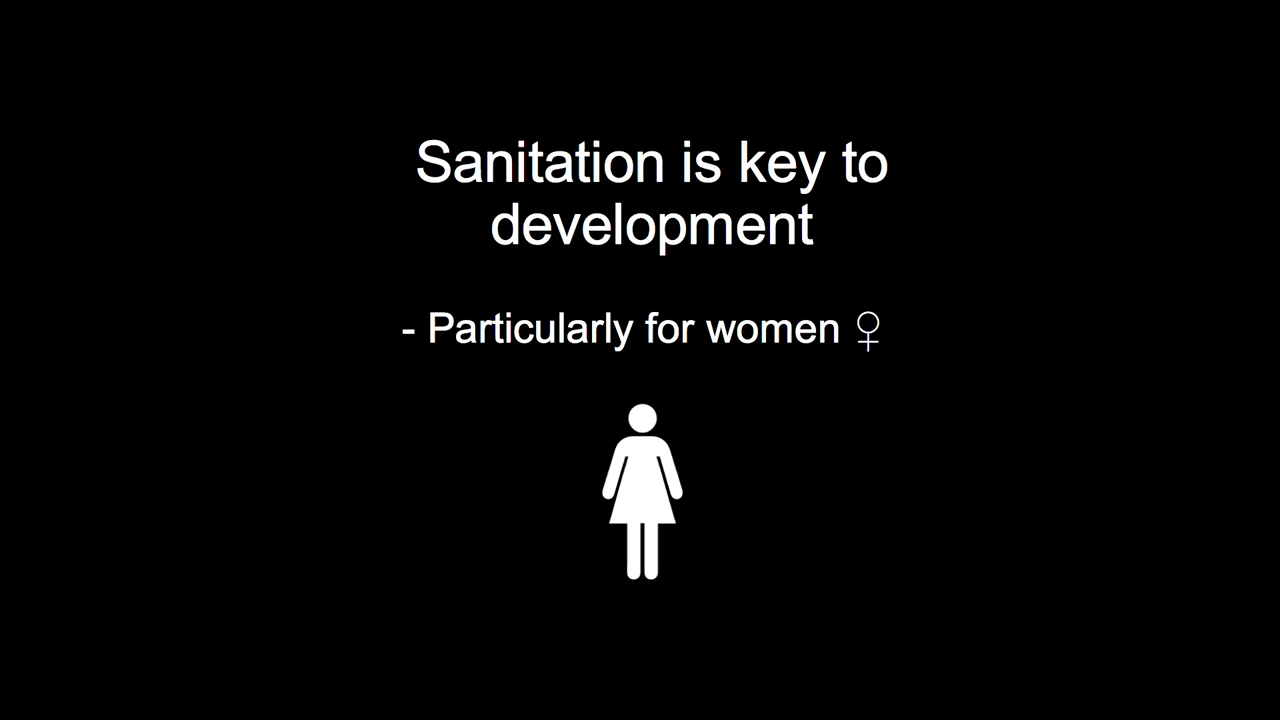 Sanitation is key to
development
- Particularly for women ♀